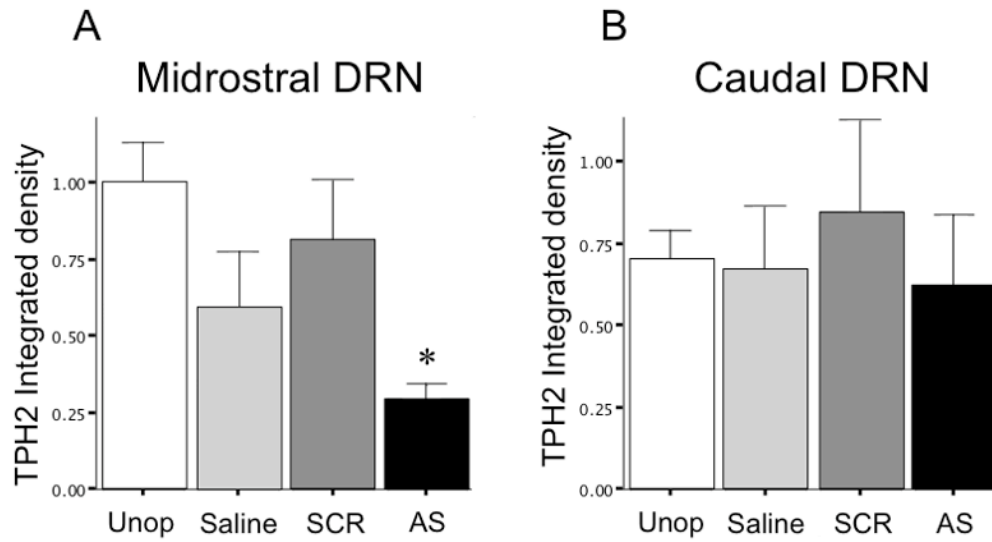 A
Midrostral DRN
TPH2 Integrated density
1.00
0.75
0.50
0.25
0.00
*
Unop Saline SCR AS
B
Caudal DRN
TPH2 Integrated density
1.00
0.75
0.50
0.25
0.00
Unop Saline SCR AS